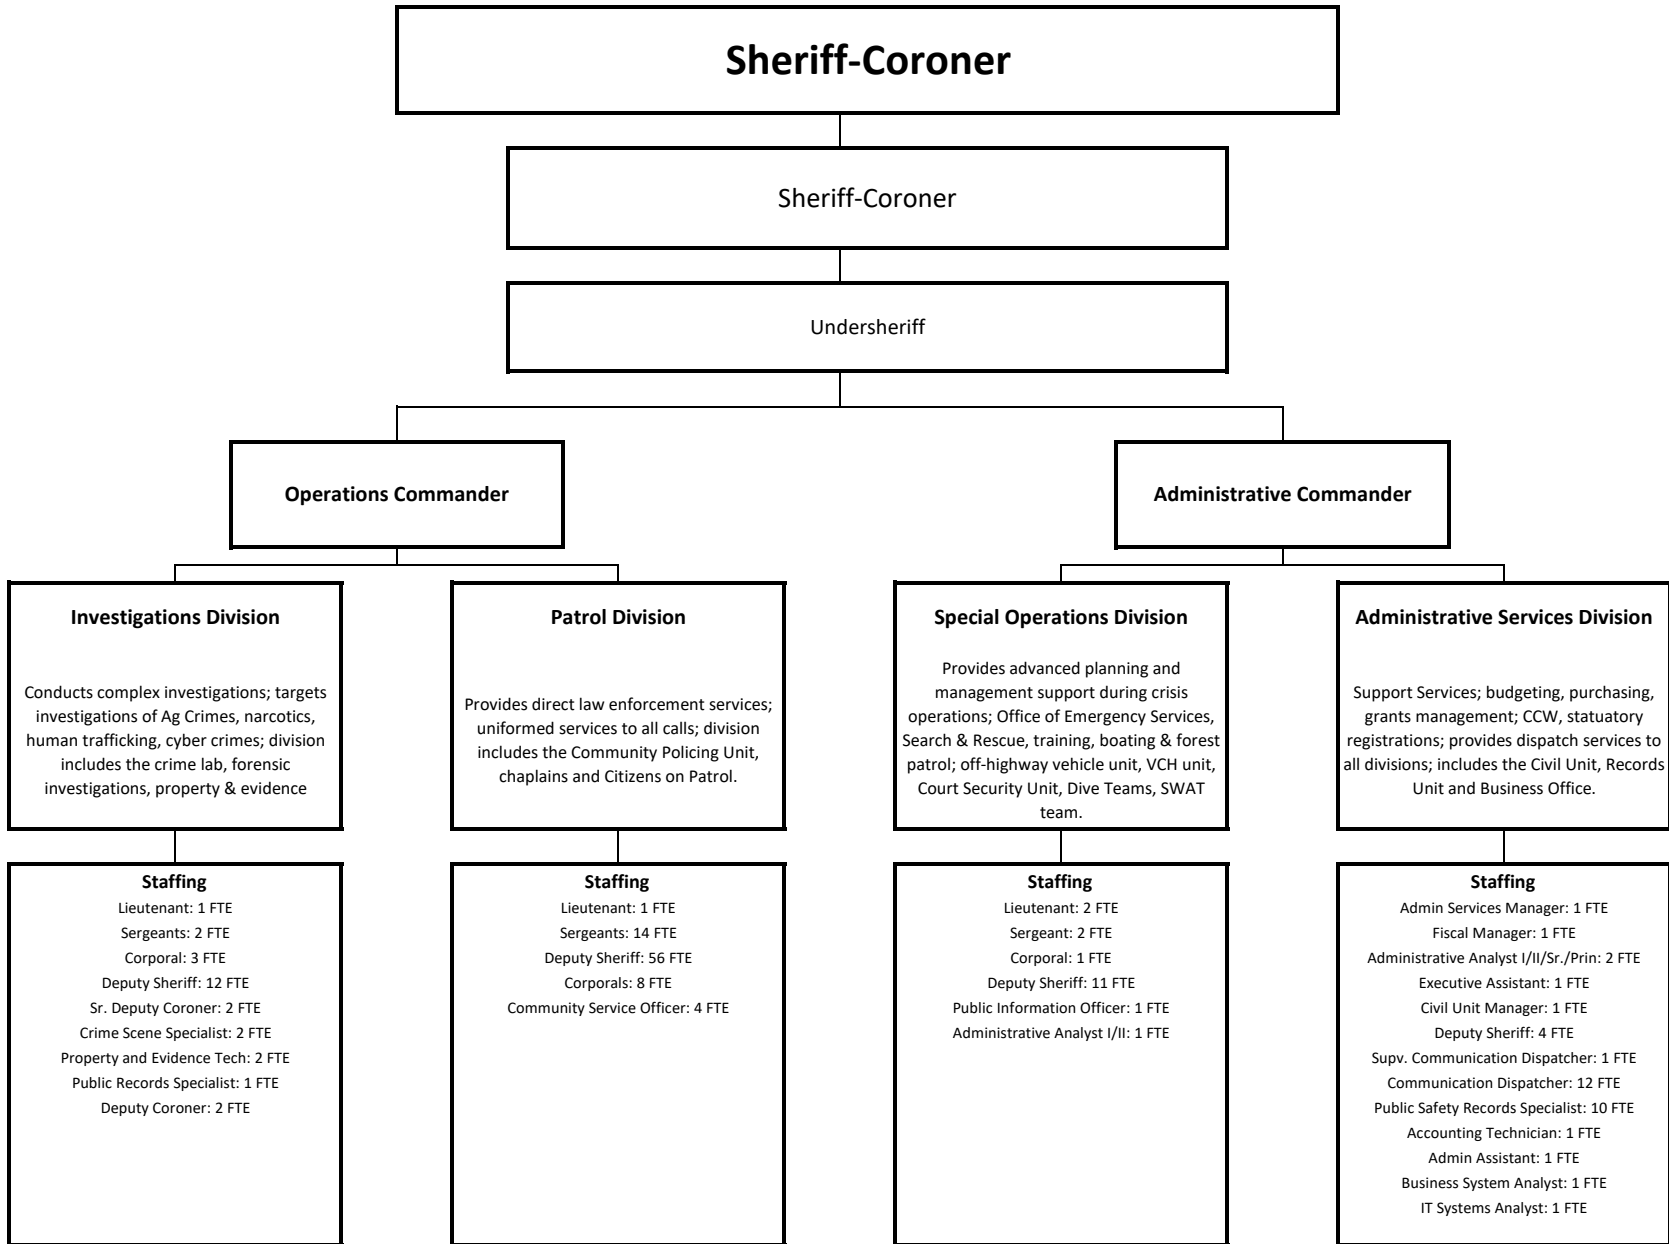 Sheriff-Coroner
Sheriff-Coroner
Undersheriff
Operations Commander
Administrative Commander
Investigations Division
Conducts complex investigations; targets
investigations of Ag Crimes, narcotics,
human trafficking, cyber crimes; division
includes the crime lab, forensic
investigations, property & evidence
Patrol Division
Provides direct law enforcement services;
uniformed services to all calls; division
includes the Community Policing Unit,
chaplains and Citizens on Patrol.
Special Operations Division
Provides advanced planning and
management support during crisis
operations; Office of Emergency Services,
Search & Rescue, training, boating & forest
patrol; off-highway vehicle unit, VCH unit,
Court Security Unit, Dive Teams, SWAT
team.
Administrative Services Division
Support Services; budgeting, purchasing,
grants management; CCW, statuatory
registrations; provides dispatch services to
all divisions; includes the Civil Unit, Records
Unit and Business Office.
Staffing
Lieutenant: 1 FTE
Sergeants: 2 FTE
Corporal: 3 FTE
Deputy Sheriff: 12 FTE
Sr. Deputy Coroner: 2 FTE
Crime Scene Specialist: 2 FTE
Property and Evidence Tech: 2 FTE
Public Records Specialist: 1 FTE
Deputy Coroner: 2 FTE
Staffing
Lieutenant: 1 FTE
Sergeants: 14 FTE
Deputy Sheriff: 56 FTE
Corporals: 8 FTE
Community Service Officer: 4 FTE
Staffing
Lieutenant: 2 FTE
Sergeant: 2 FTE
Corporal: 1 FTE
Deputy Sheriff: 11 FTE
Public Information Officer: 1 FTE
Administrative Analyst I/II: 1 FTE
Staffing
Admin Services Manager: 1 FTE
Fiscal Manager: 1 FTE
Administrative Analyst I/II/Sr./Prin: 2 FTE
Executive Assistant: 1 FTE
Civil Unit Manager: 1 FTE
Deputy Sheriff: 4 FTE
Supv. Communication Dispatcher: 1 FTE
Communication Dispatcher: 12 FTE
Public Safety Records Specialist: 10 FTE
Accounting Technician: 1 FTE
Admin Assistant: 1 FTE
Business System Analyst: 1 FTE
IT Systems Analyst: 1 FTE